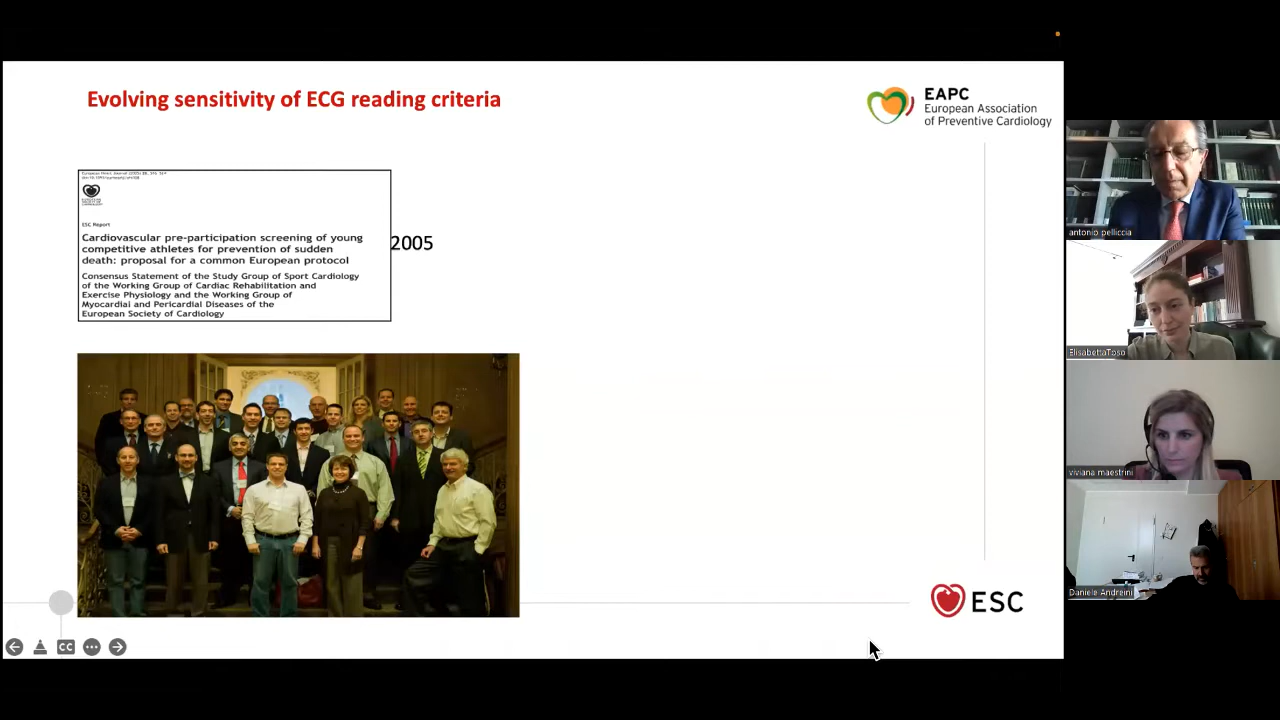 Evolving sensitivity of ECG reading criteria
EAPC
European Association
of Preventive Cardiology
ESC Report
Cardiovascular pre-participation screening of young
competitive athletes for prevention of sudden
death: proposal for a common European protocol
Consensus Statement of the Study Group of Sport Cardiology
of the Working Group of Cardiac Rehabilitation and
Exercise Physiology and the Working Group of
Myocardial and Pericardial Diseases of the
European Society of Cardiology
2005
ESC
CC
antonio pelliccia
ElisabettaToso
viviana maestrini
Daniele Andreini